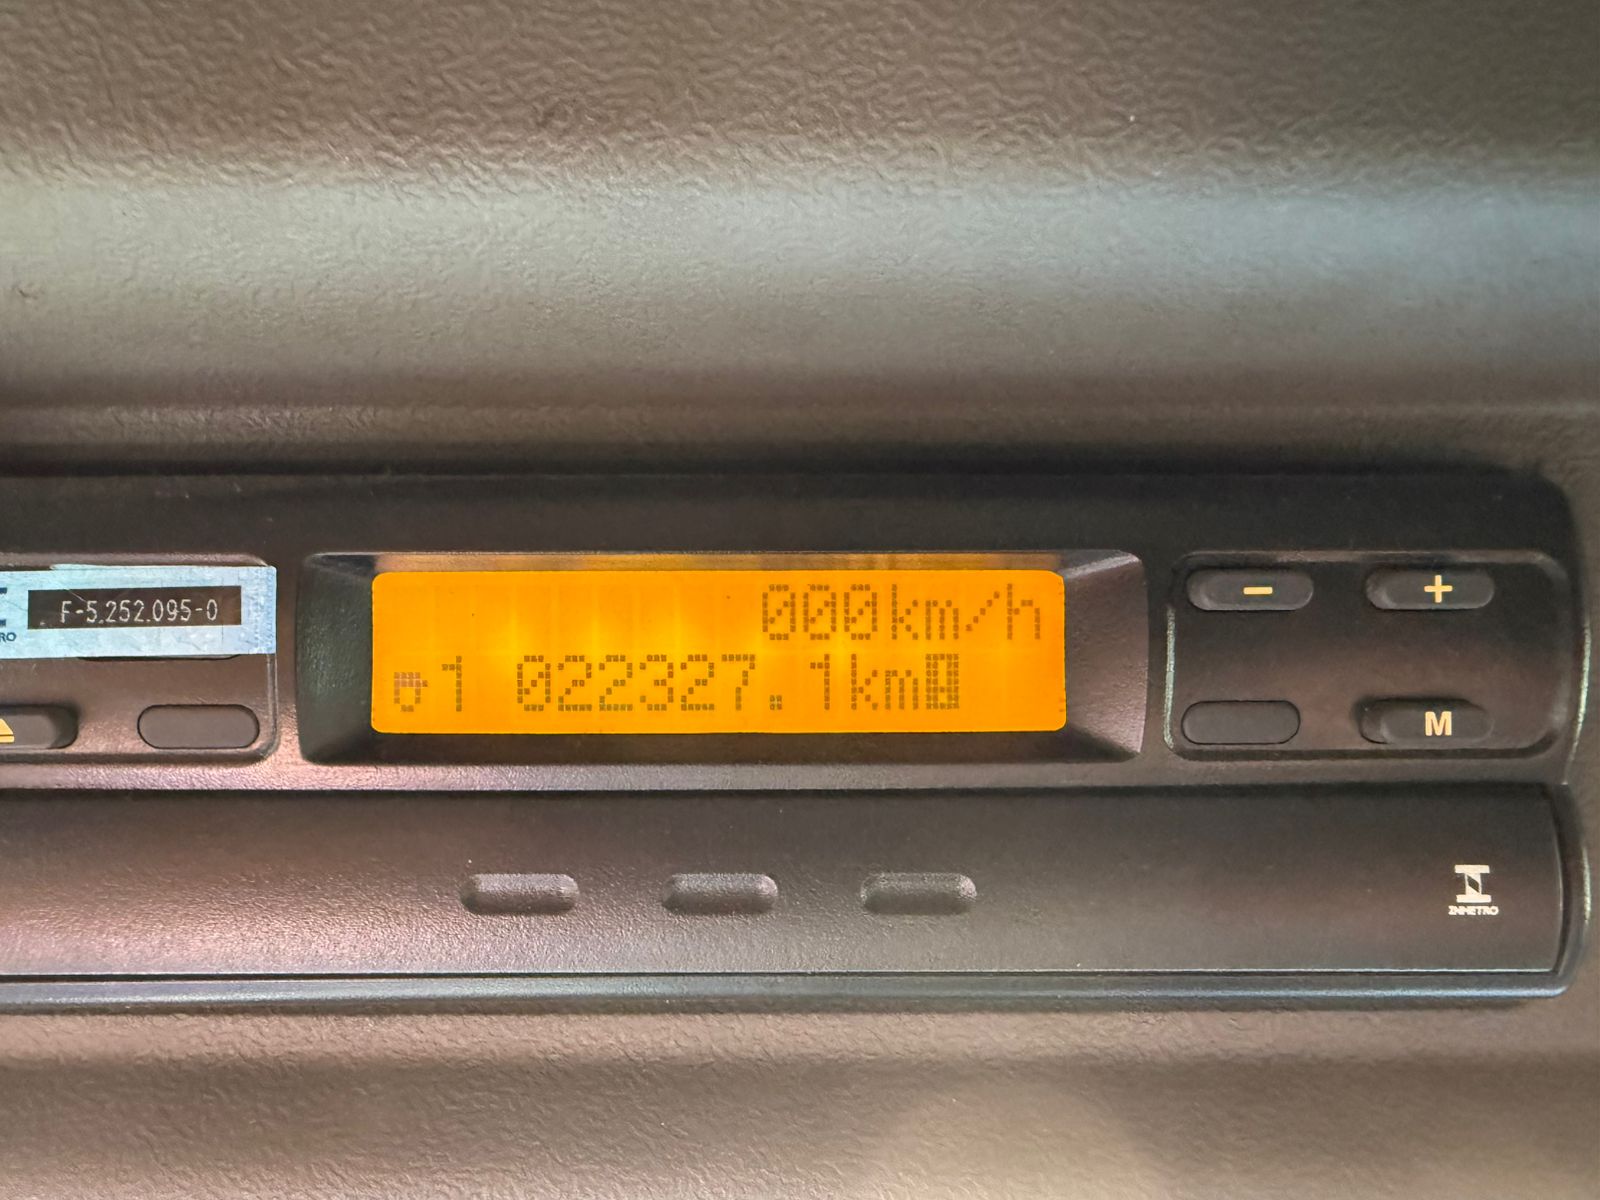 F-5.252.095-0
000km/h
1 022327.1km
- +
M
INMETRO